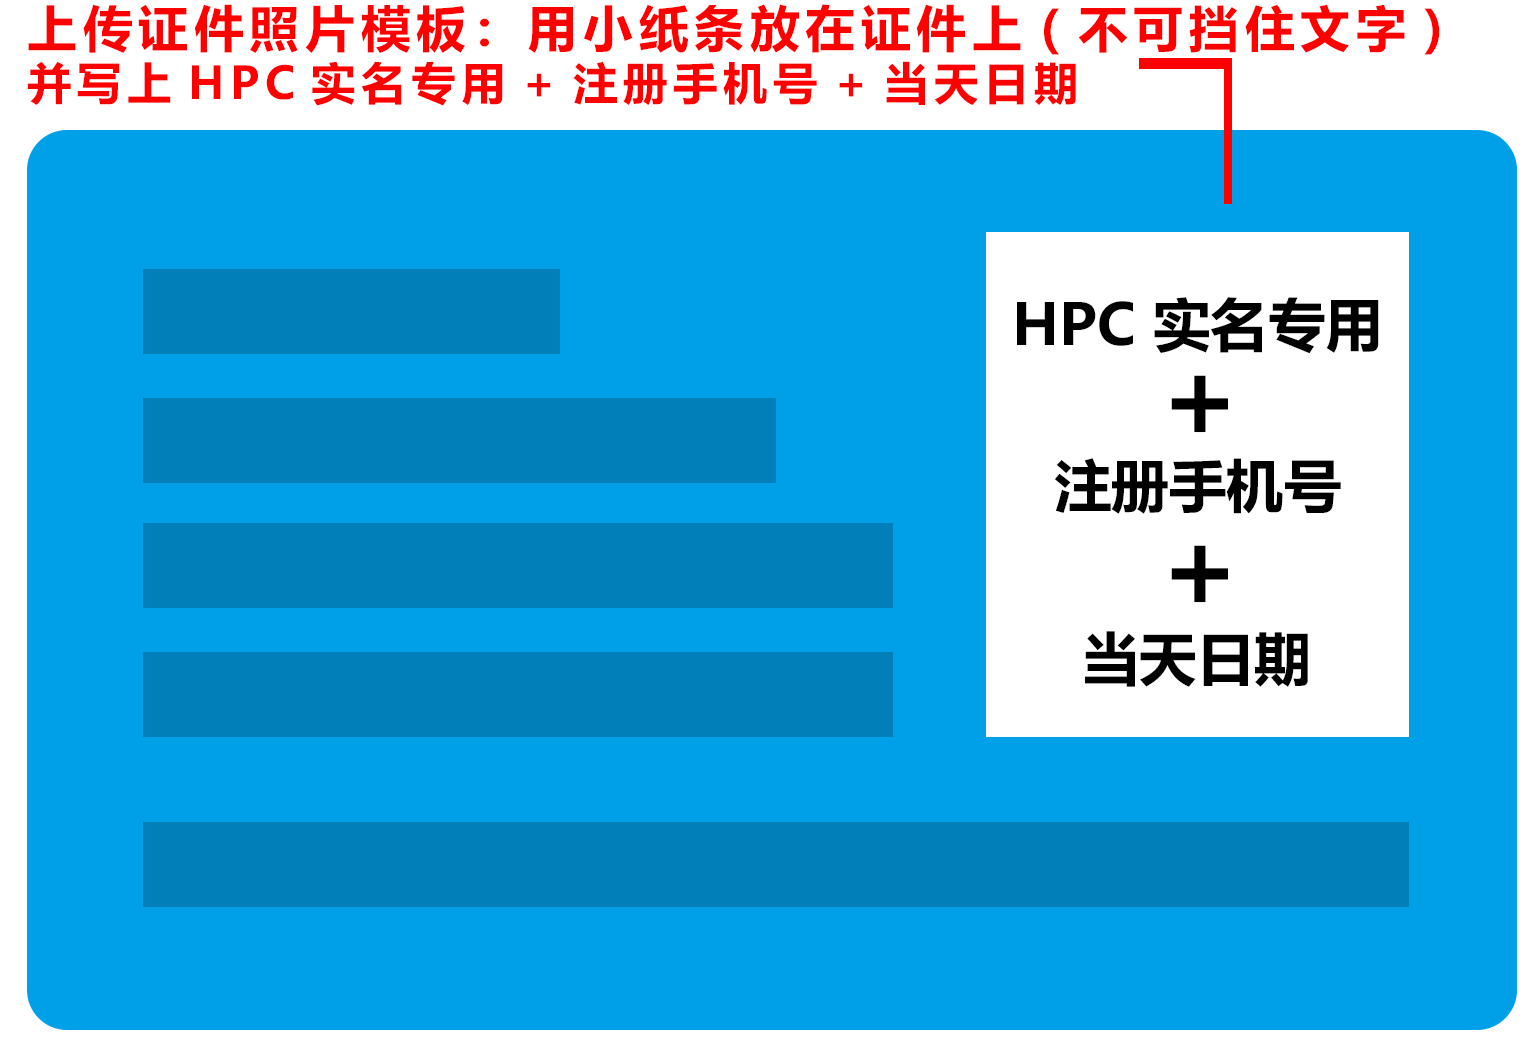 上传证件照片模板：用小纸条放在证件上（不可挡住文字）
并写上 HPC 实名专用 + 注册手机号 + 当天日期
HPC 实名专用
+
注册手机号
+
当天日期